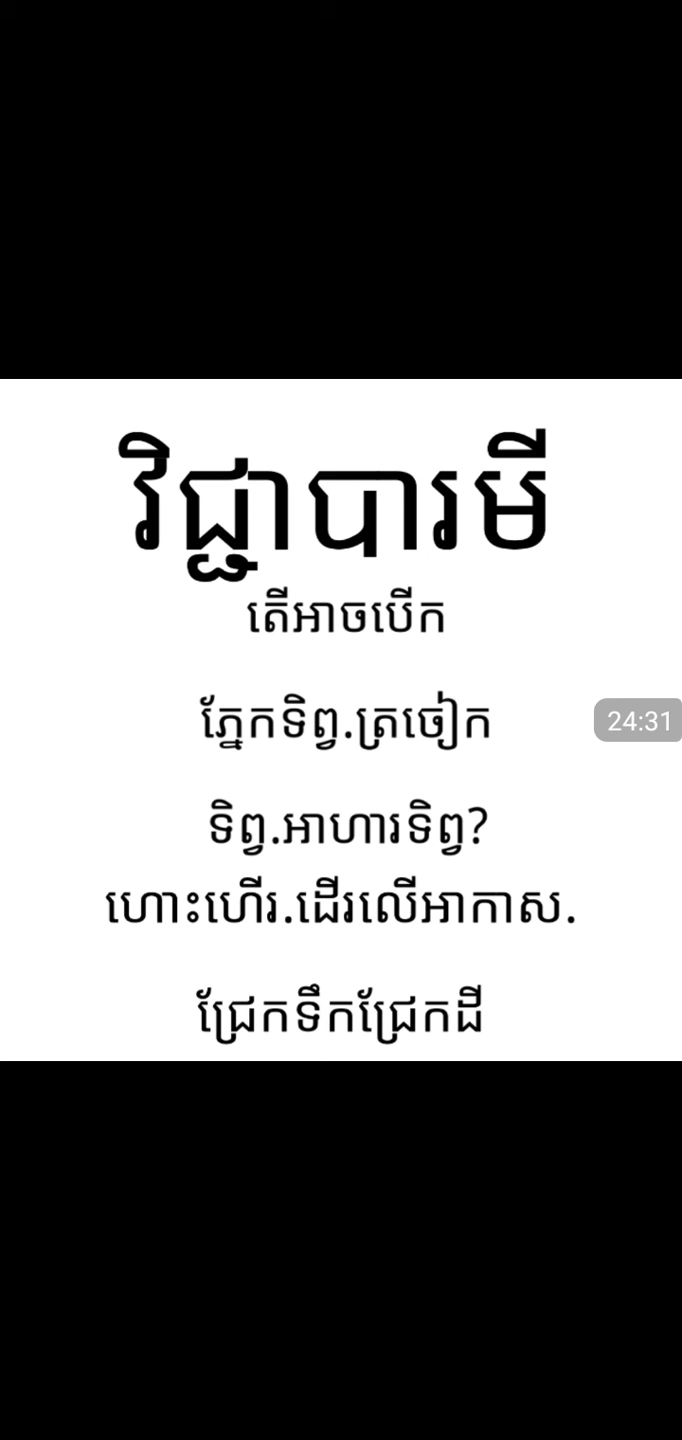 វិជ្ជាបារមី
តើអាចបើក
ភ្នែកទិព្វ.ត្រចៀក
24:31
ទិព្វ.អាហារទិព្វ?
ហោះហើរ.ដើរលើអាកាស.
ជ្រែកទឹកជ្រែកដី